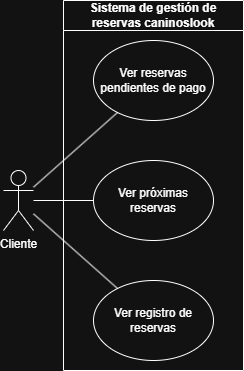 Sistema de gestión de
reservas caninoslook
Ver reservas
pendientes de pago
Ver próximas
reservas
Cliente
Ver registro de
reservas